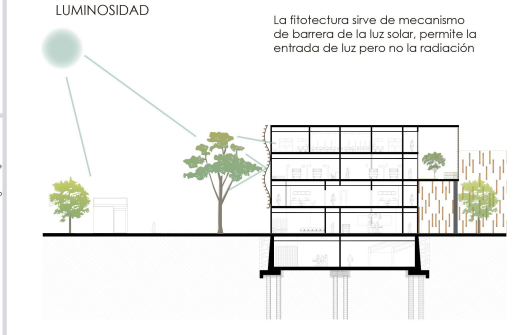 LUMINOSIDAD
La fitotectura sirve de mecanismo
de barrera de la luz solar, permite la
entrada de luz pero no la radiación